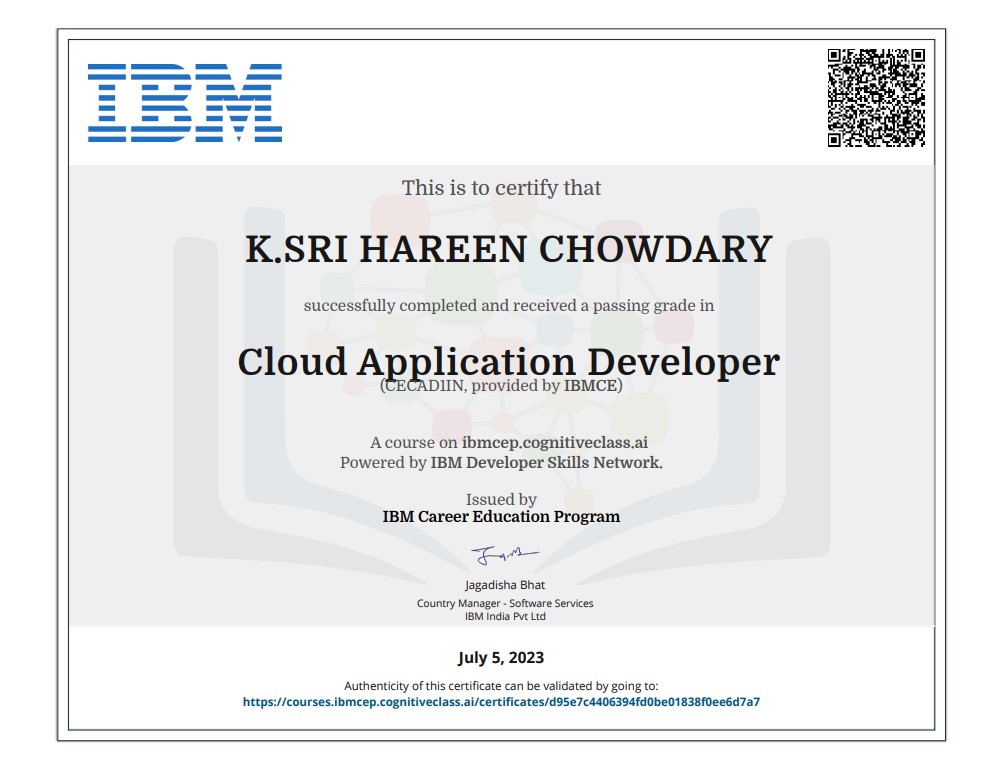 IBM
This is to certify that
K.SRI HAREEN CHOWDARY
successfully completed and received a passing grade in
Cloud Application Developer
(CECAD1IN, provided by IBMCE)
A course on ibmcep.cognitiveclass.ai
Powered by IBM Developer Skills Network.
Issued by
IBM Career Education Program
Jagadisha Bhat
Country Manager - Software Services
IBM India Pvt Ltd
July 5, 2023
Authenticity of this certificate can be validated by going to:
https://courses.ibmcep.cognitiveclass.ai/certificates/d95e7c4406394fd0be01838f0ee6d7a7